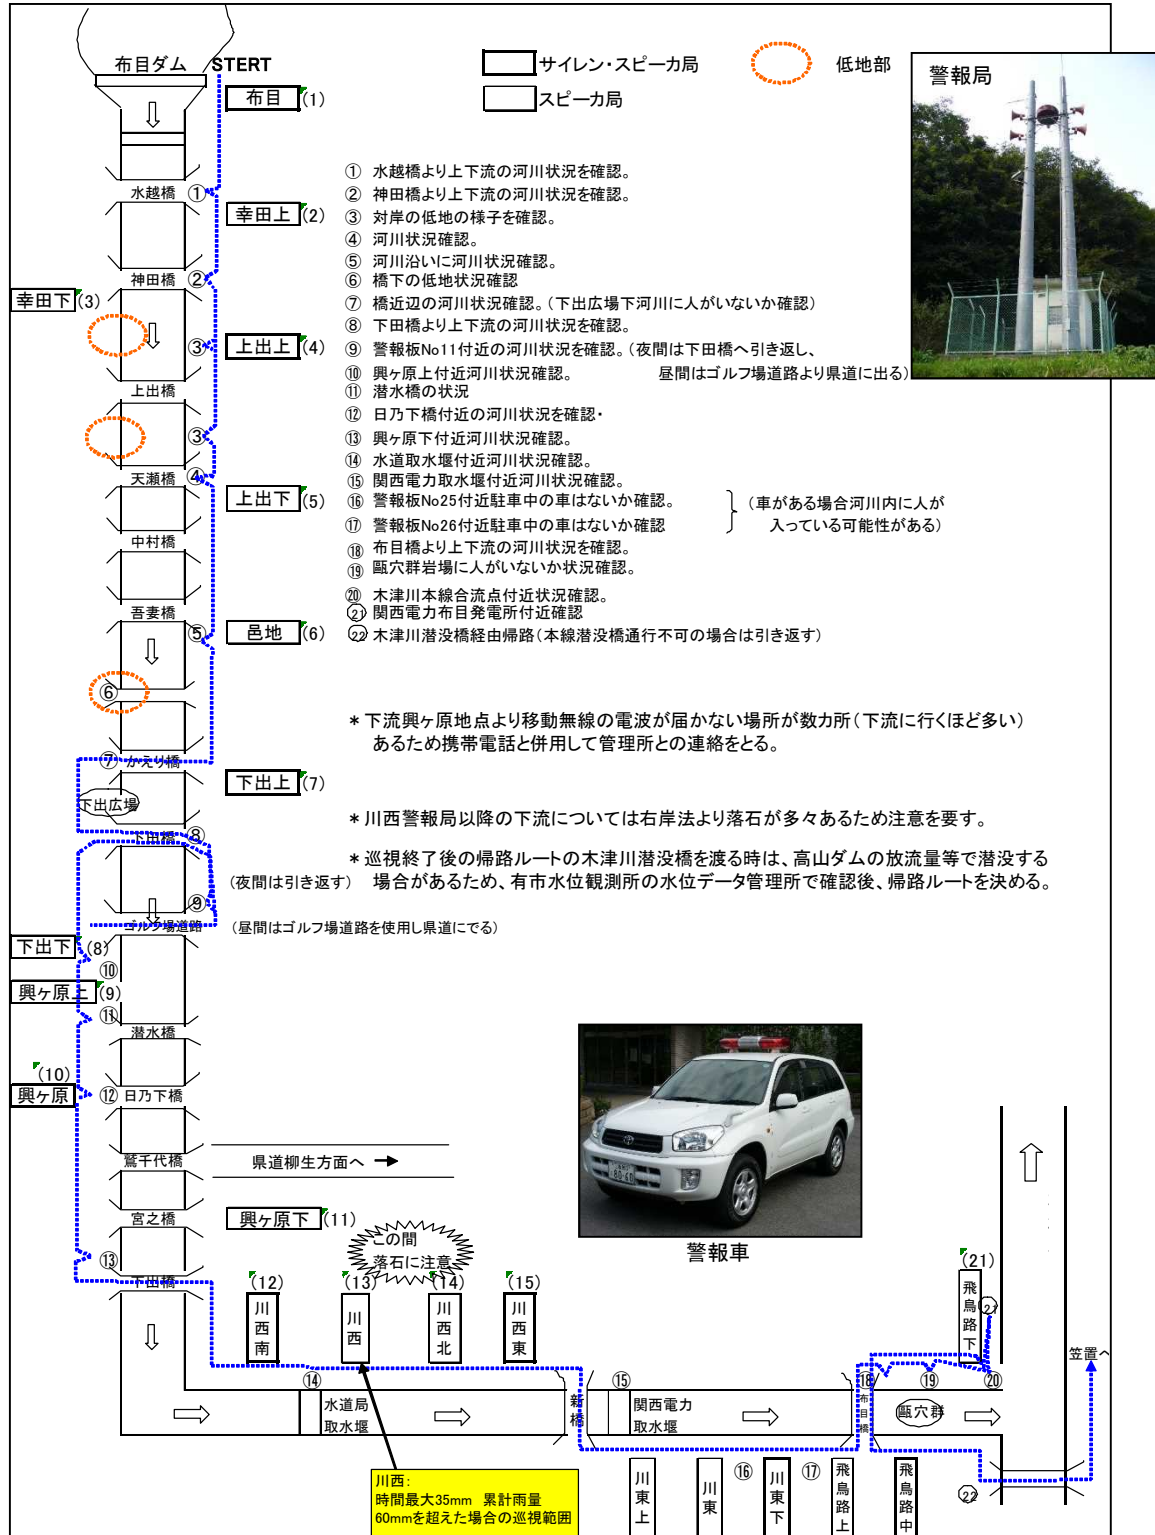 布目ダム
START
サイレン・スピーカ局
低地部
スピーカ局
警報局
布目 (1)
① 水越橋より上下流の河川状況を確認。
② 神田橋より上下流の河川状況を確認。
③ 対岸の低地の様子を確認。
④ 河川状況確認。
⑤ 河川沿いに河川状況確認。
⑥ 橋下の低地状況確認
⑦ 橋近辺の河川状況確認。（下出広場下河川に人がいないか確認）
⑧ 下田橋より上下流の河川状況を確認。
⑨ 警報板No11付近の河川状況を確認。（夜間は下田橋へ引き返し、
⑩ 興ヶ原上付近河川状況確認。 昼間はゴルフ場道路より県道に出る）
⑪ 潜水橋の状況
⑫ 日乃下橋付近の河川状況を確認・
⑬ 興ヶ原下付近河川状況確認。
⑭ 水道取水堰付近河川状況確認。
⑮ 関西電力取水堰付近河川状況確認。
⑯ 警報板No25付近駐車中の車はないか確認。
⑰ 警報板No26付近駐車中の車はないか確認
（車がある場合河川内に人が
入っている可能性がある）
⑱ 布目橋より上下流の河川状況を確認。
⑲ 甌穴群岩場に人がいないか状況確認。
⑳ 木津川本線合流点付近状況確認。
㉑ 関西電力布目発電所付近確認
㉒ 木津川潜没橋経由帰路（本線潜没橋通行不可の場合は引き返す）
水越橋 ①
幸田上 (2)
神田橋 ②
幸田下 (3)
③
上出上 (4)
上出橋
③
天瀬橋 ④
上出下 (5)
中村橋
吾妻橋
⑤
邑地 (6)
⑥
＊下流興ヶ原地点より移動無線の電波が届かない場所が数カ所（下流に行くほど多い）
あるため携帯電話と併用して管理所との連絡をとる。
⑦ かえり橋
下出上 (7)
下出広場
＊川西警報局以降の下流については右岸法より落石が多々あるため注意を要す。
下田橋 ⑧
＊巡視終了後の帰路ルートの木津川潜没橋を渡る時は、高山ダムの放流量等で潜没する
場合があるため、有市水位観測所の水位データ管理所で確認後、帰路ルートを決める。
（夜間は引き返す）
⑨
ゴルフ場道路
（昼間はゴルフ場道路を使用し県道にでる）
下出下 (8)
⑩
興ヶ原上 (9)
⑪
潜水橋
(10)
興ヶ原
⑫ 日乃下橋
鷲千代橋
県道柳生方面へ
宮之橋
興ヶ原下 (11)
この間
落石に注意
警報車
⑬
下出橋
(12)
川西南
(13)
川西
(14)
川西北
(15)
川西東
(21)
飛鳥路下
㉑
笠置へ
⑭
水道局
取水堰
新橋
⑮
関西電力
取水堰
⑱
布目橋
⑲
甌穴群
⑳
川西：
時間最大35mm 累計雨量
60mmを超えた場合の巡視範囲
川東上
川東
⑯
川東下
⑰
飛鳥路上
飛鳥路中
㉒
8060